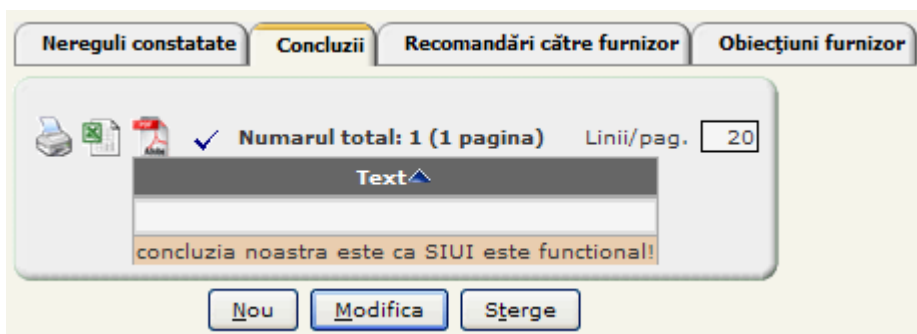 Nereguli constatate Concluzii Recomandări către furnizor Obiecțiuni furnizor
Numarul total: 1 (1 pagina) Linii/pag. 20
Text
concluzia noastra este ca SIUI este functional!
Nou Modifica Sterge